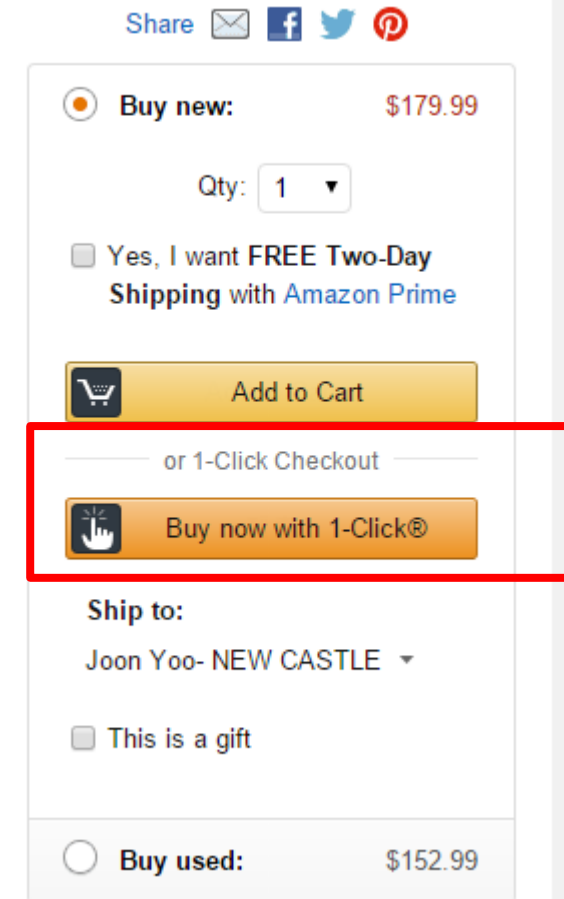 Share
Buy new: $179.99
Qty: 1
Yes, I want FREE Two-Day
Shipping with Amazon Prime
Add to Cart
or 1-Click Checkout
Buy now with 1-Click®
Ship to:
Joon Yoo- NEW CASTLE
This is a gift
Buy used: $152.99